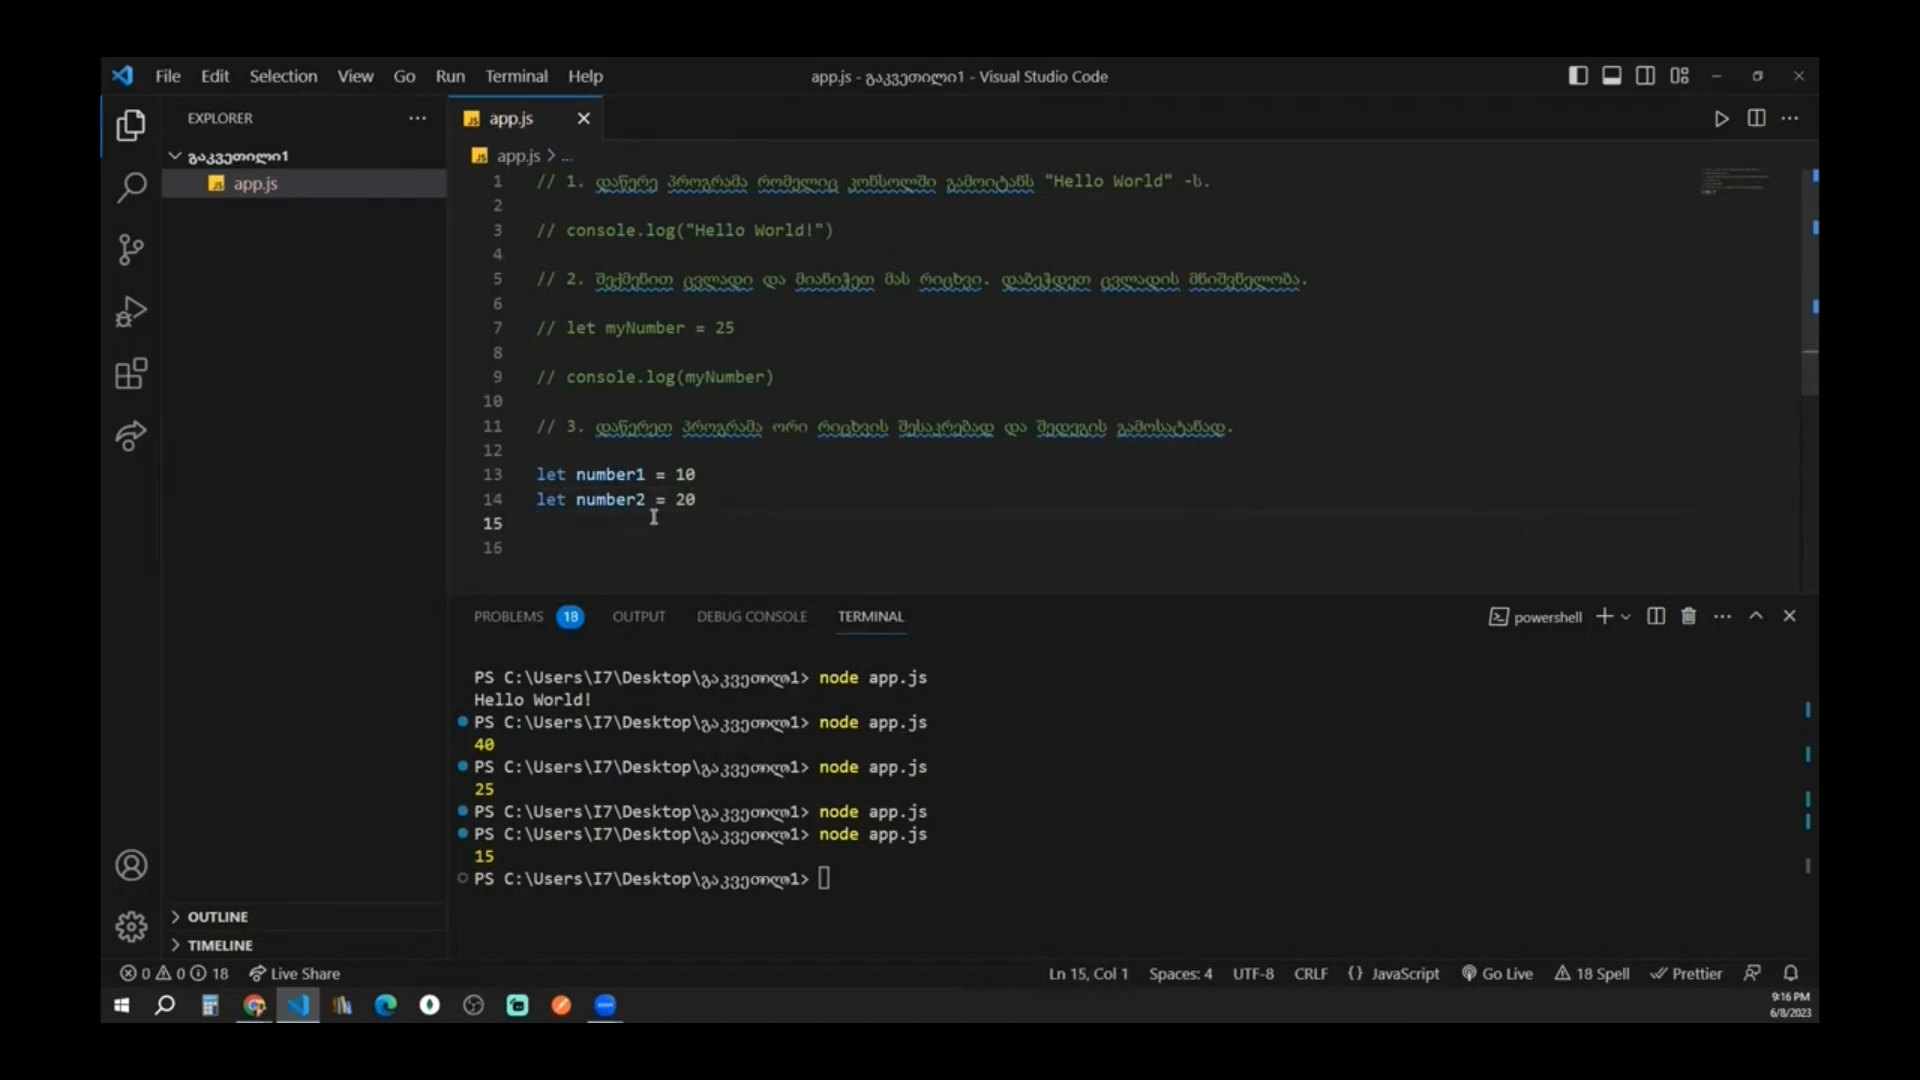 File Edit Selection View Go Run Terminal Help
app.js - გაკვეთილი1 - Visual Studio Code
EXPLORER
გაკვეთილი1
app.js
app.js
app.js > ...
1 // 1. დაწერე პროგრამა რომელიც კონსოლში გამოიტანს "Hello World" -ს.
2
3 // console.log("Hello World!")
4
5 // 2. შექმენით ცვლადი და მიანიჭეთ მას რიცხვი. დაბეჭდეთ ცვლადის მნიშვნელობა.
6
7 // let myNumber = 25
8
9 // console.log(myNumber)
10
11 // 3. დაწერეთ პროგრამა ორი რიცხვის შესაკრებად და შედეგის გამოსატანად.
12
13 let number1 = 10
14 let number2 = 20
15
16
PROBLEMS 18 OUTPUT DEBUG CONSOLE TERMINAL
powershell
PS C:\Users\I7\Desktop\გაკვეთილი1> node app.js
Hello World!
PS C:\Users\I7\Desktop\გაკვეთილი1> node app.js
40
PS C:\Users\I7\Desktop\გაკვეთილი1> node app.js
25
PS C:\Users\I7\Desktop\გაკვეთილი1> node app.js
PS C:\Users\I7\Desktop\გაკვეთილი1> node app.js
15
PS C:\Users\I7\Desktop\გაკვეთილი1>
OUTLINE
TIMELINE
0 0 18 Live Share
Ln 15, Col 1 Spaces: 4 UTF-8 CRLF {} JavaScript Go Live 18 Spell Prettier
9:16 PM
6/8/2023